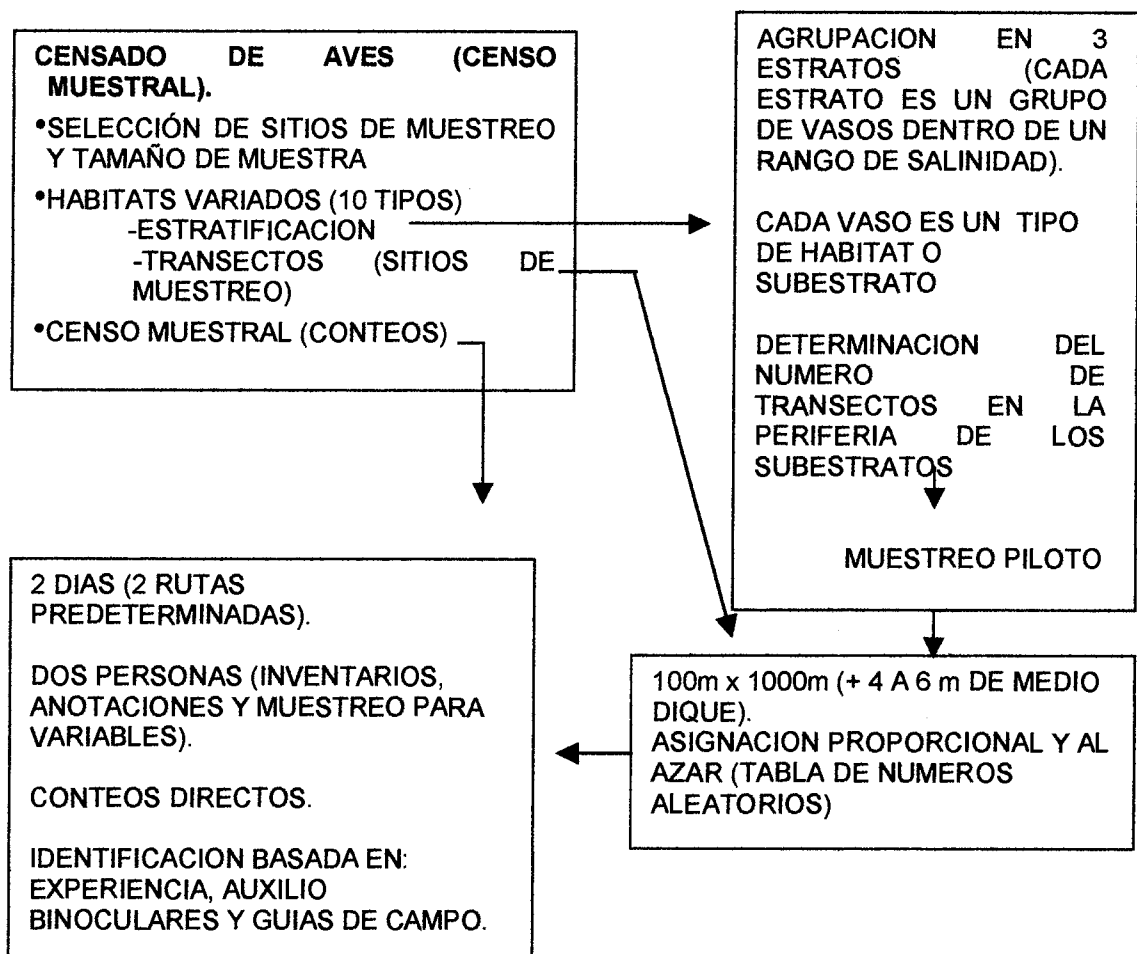 CENSADO DE AVES (CENSO
MUESTRAL).
•SELECCIÓN DE SITIOS DE MUESTREO
Y TAMAÑO DE MUESTRA
•HABITATS VARIADOS (10 TIPOS)
-ESTRATIFICACION
-TRANSECTOS (SITIOS DE
MUESTREO)
•CENSO MUESTRAL (CONTEOS)
AGRUPACION EN 3
ESTRATOS (CADA
ESTRATO ES UN GRUPO
DE VASOS DENTRO DE UN
RANGO DE SALINIDAD).
CADA VASO ES UN TIPO
DE HABITAT O
SUBESTRATO
DETERMINACION DEL
NUMERO DE
TRANSECTOS EN LA
PERIFERIA DE LOS
SUBESTRATOS
MUESTREO PILOTO
100m x 1000m (+ 4 A 6 m DE MEDIO
DIQUE).
ASIGNACION PROPORCIONAL Y AL
AZAR (TABLA DE NUMEROS
ALEATORIOS)
2 DIAS (2 RUTAS
PREDETERMINADAS).
DOS PERSONAS (INVENTARIOS,
ANOTACIONES Y MUESTREO PARA
VARIABLES).
CONTEOS DIRECTOS.
IDENTIFICACION BASADA EN:
EXPERIENCIA, AUXILIO
BINOCULARES Y GUIAS DE CAMPO.